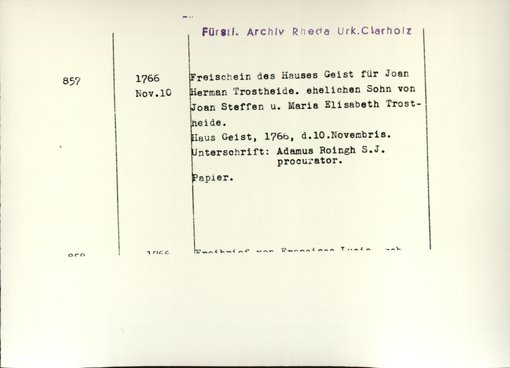 Fürstl. Archiv Rheda Urk.Clarholz
857 1766 Freischein des Hauses Geist für Joan
Nov.10 Herman Trostheide. ehelichen Sohn von
Joan Steffen u. Maria Elisabeth Trost-
heide.
Haus Geist, 1766, d.10.Novembris.
Unterschrift: Adamus Roingh S.J.
procurator.
Papier.